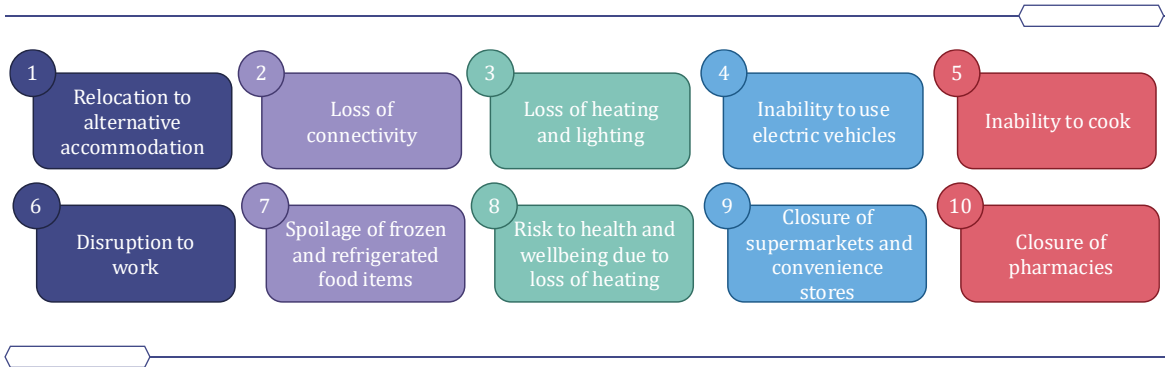 1
Relocation to
alternative
accommodation
2
Loss of
connectivity
3
Loss of heating
and lighting
4
Inability to use
electric vehicles
5
Inability to cook
6
Disruption to
work
7
Spoilage of frozen
and refrigerated
food items
8
Risk to health and
wellbeing due to
loss of heating
9
Closure of
supermarkets and
convenience
stores
10
Closure of
pharmacies